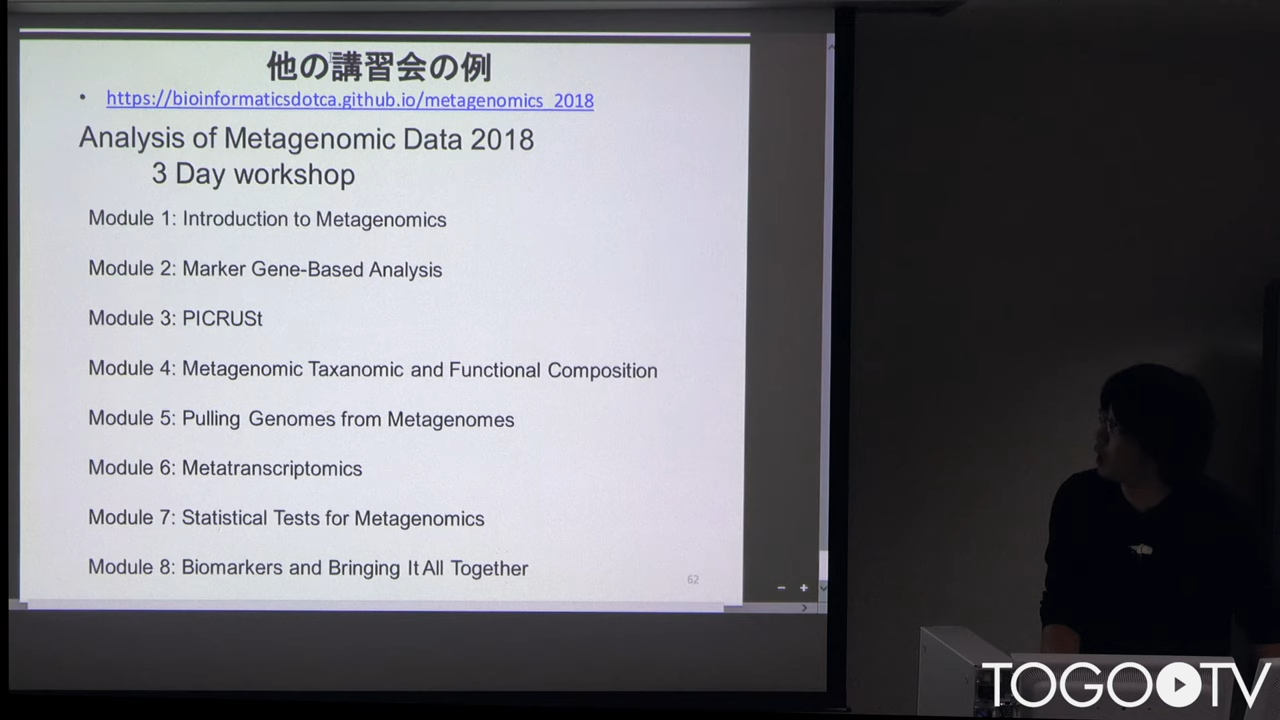 他の講習会の例
• https://bioinformaticsdotca.github.io/metagenomics_2018
Analysis of Metagenomic Data 2018
3 Day workshop
Module 1: Introduction to Metagenomics
Module 2: Marker Gene-Based Analysis
Module 3: PICRUSt
Module 4: Metagenomic Taxanomic and Functional Composition
Module 5: Pulling Genomes from Metagenomes
Module 6: Metatranscriptomics
Module 7: Statistical Tests for Metagenomics
Module 8: Biomarkers and Bringing It All Together
62
TOGOTV